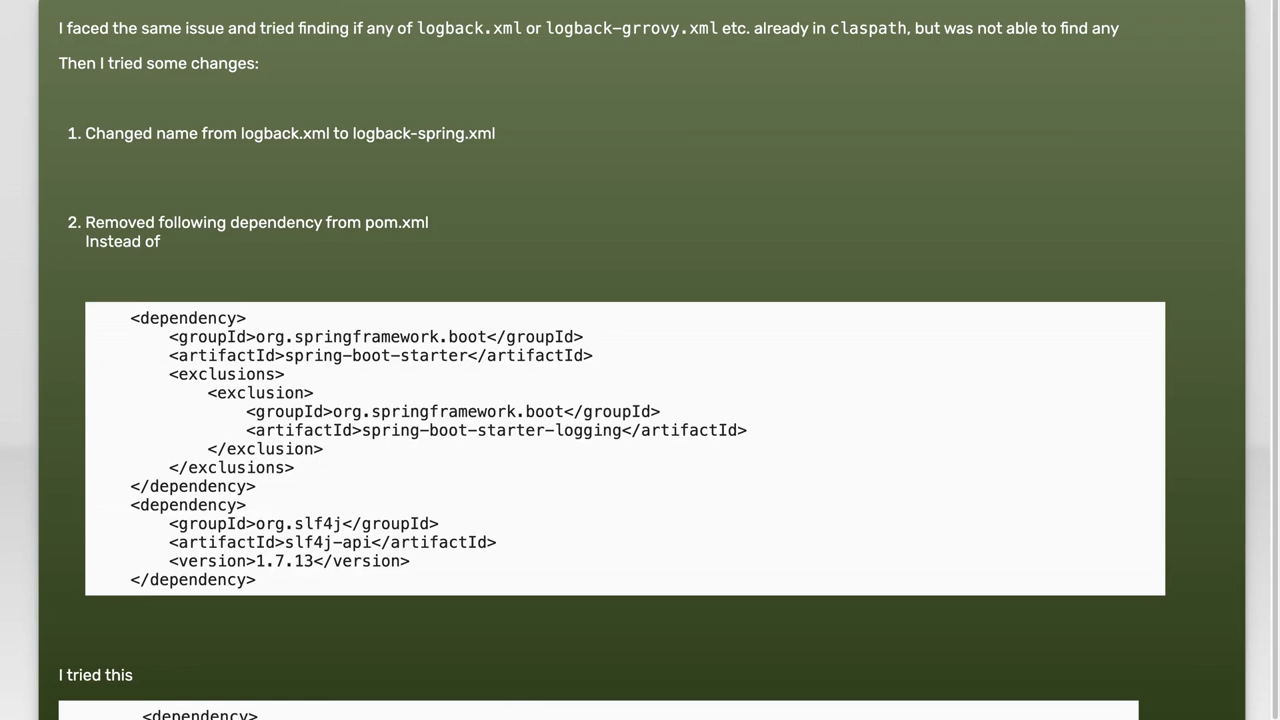 I faced the same issue and tried finding if any of logback.xml or logback-grrovy.xml etc. already in claspath, but was not able to find any
Then I tried some changes:
1. Changed name from logback.xml to logback-spring.xml
2. Removed following dependency from pom.xml
Instead of
<dependency>
<groupId>org.springframework.boot</groupId>
<artifactId>spring-boot-starter</artifactId>
<exclusions>
<exclusion>
<groupId>org.springframework.boot</groupId>
<artifactId>spring-boot-starter-logging</artifactId>
</exclusion>
</exclusions>
</dependency>
<dependency>
<groupId>org.slf4j</groupId>
<artifactId>slf4j-api</artifactId>
<version>1.7.13</version>
</dependency>
I tried this
<dependency>